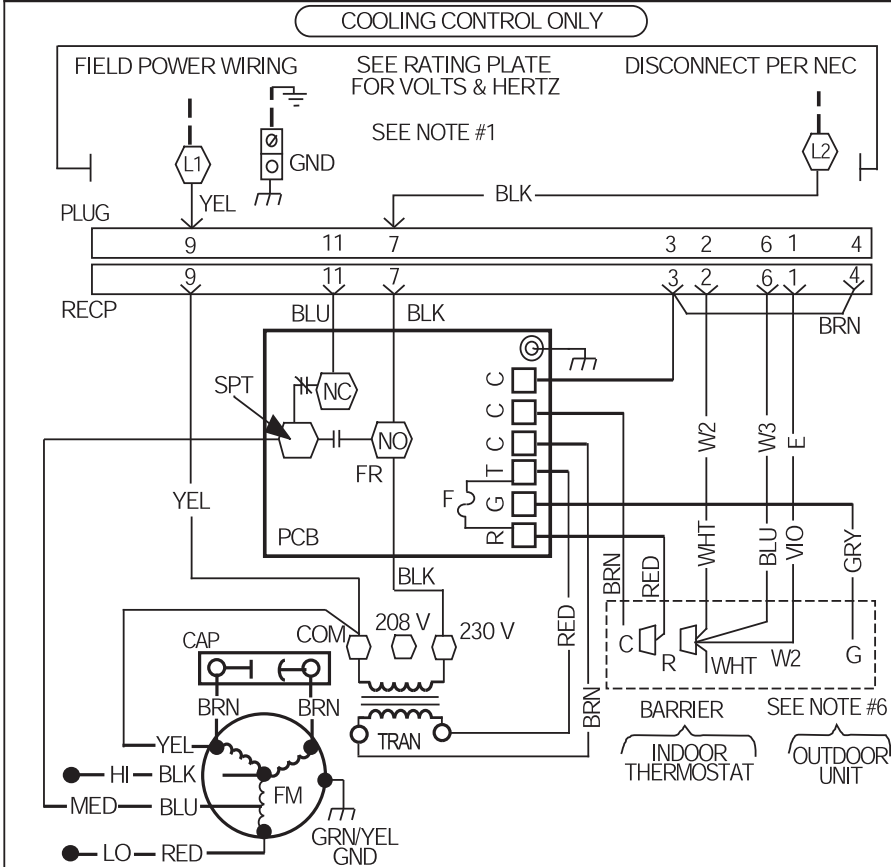 COOLING CONTROL ONLY
FIELD POWER WIRING
SEE RATING PLATE
FOR VOLTS & HERTZ
DISCONNECT PER NEC
SEE NOTE #1
L1
GND
L2
YEL
BLK
PLUG
9 11 7 3 2 6 1 4
9 11 7 3 2 6 1 4
RECP
BLU
BLK
BRN
SPT
NC
NO
FR
C
C
C
T
G
R
F
PCB
YEL
W2
W3
E
WHT
BLU
VIO
GRY
BRN
RED
BLK
RED
BRN
COM
208 V
230 V
CAP
BRN
BRN
TRAN
C
R
WHT
W2
G
BARRIER
SEE NOTE #6
INDOOR
THERMOSTAT
OUTDOOR
UNIT
YEL
HI BLK
FM
MED BLU
GRN/YEL
GND
LO RED